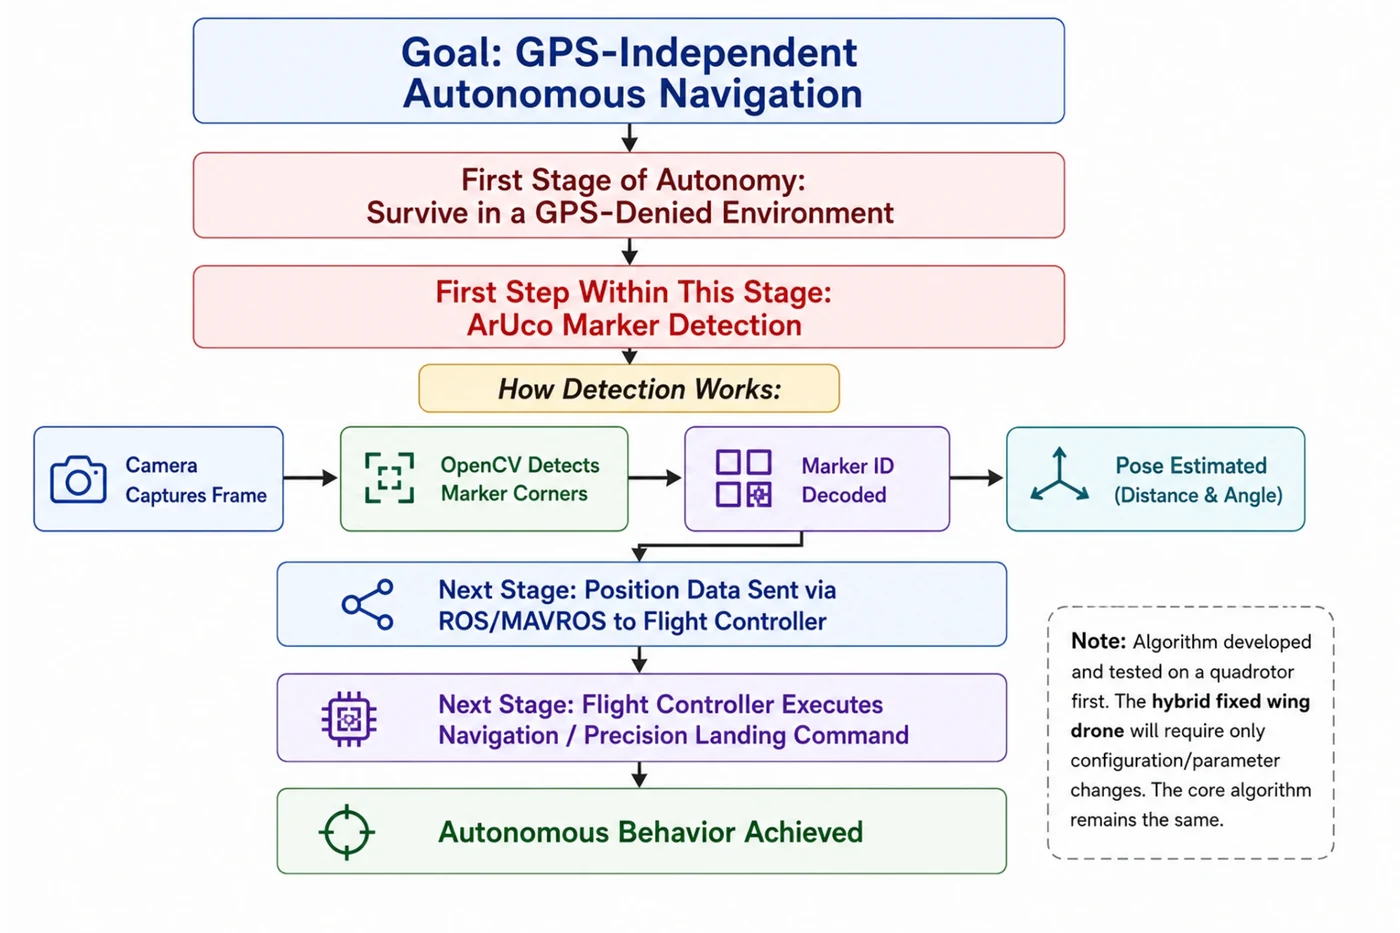 Goal: GPS-Independent
Autonomous Navigation
First Stage of Autonomy:
Survive in a GPS-Denied Environment
First Step Within This Stage:
ArUco Marker Detection
How Detection Works:
Camera
Captures Frame
OpenCV Detects
Marker Corners
Marker ID
Decoded
Pose Estimated
(Distance & Angle)
Next Stage: Position Data Sent via
ROS/MAVROS to Flight Controller
Next Stage: Flight Controller Executes
Navigation / Precision Landing Command
Autonomous Behavior Achieved
Note: Algorithm developed
and tested on a quadrotor
first. The hybrid fixed wing
drone will require only
configuration/parameter
changes. The core algorithm
remains the same.